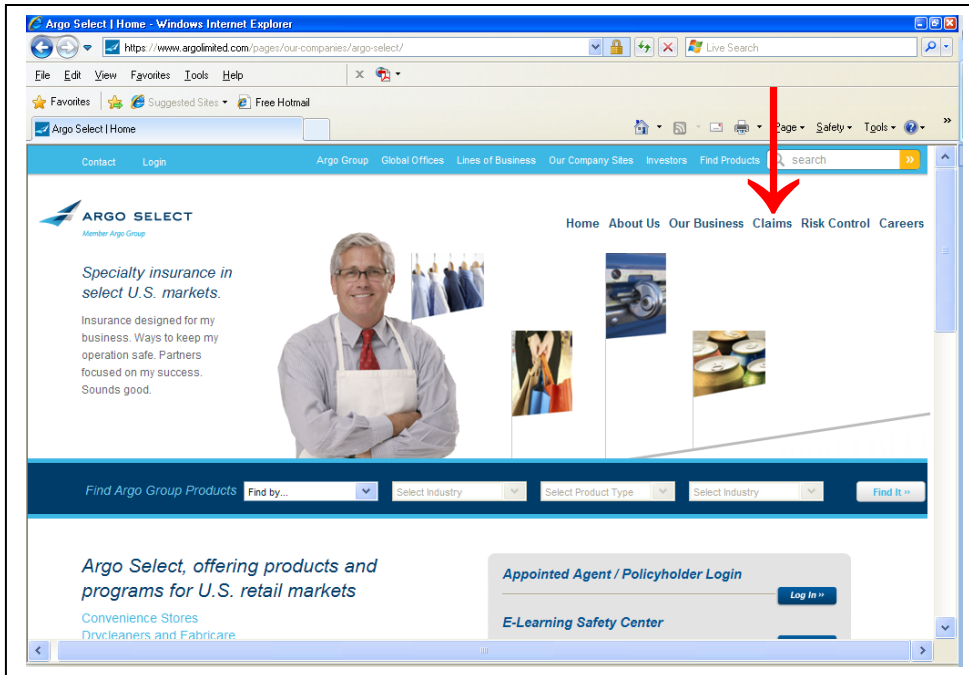 Argo Select | Home - Windows Internet Explorer
https://www.argolimited.com/pages/our-companies/argo-select/
Live Search
File Edit View Favorites Tools Help
x
Favorites Suggested Sites Free Hotmail
Argo Select | Home
Page Safety Tools
Contact Login Argo Group Global Offices Lines of Business Our Company Sites Investors Find Products search »
ARGO SELECT
Member Argo Group
Home About Us Our Business Claims Risk Control Careers
Specialty insurance in
select U.S. markets.
Insurance designed for my
business. Ways to keep my
operation safe. Partners
focused on my success.
Sounds good.
Find Argo Group Products Find by... Select Industry Select Product Type Select Industry Find It »
Argo Select, offering products and
programs for U.S. retail markets
Convenience Stores
Drycleaners and Fabricare
Appointed Agent / Policyholder Login
Log In »
E-Learning Safety Center